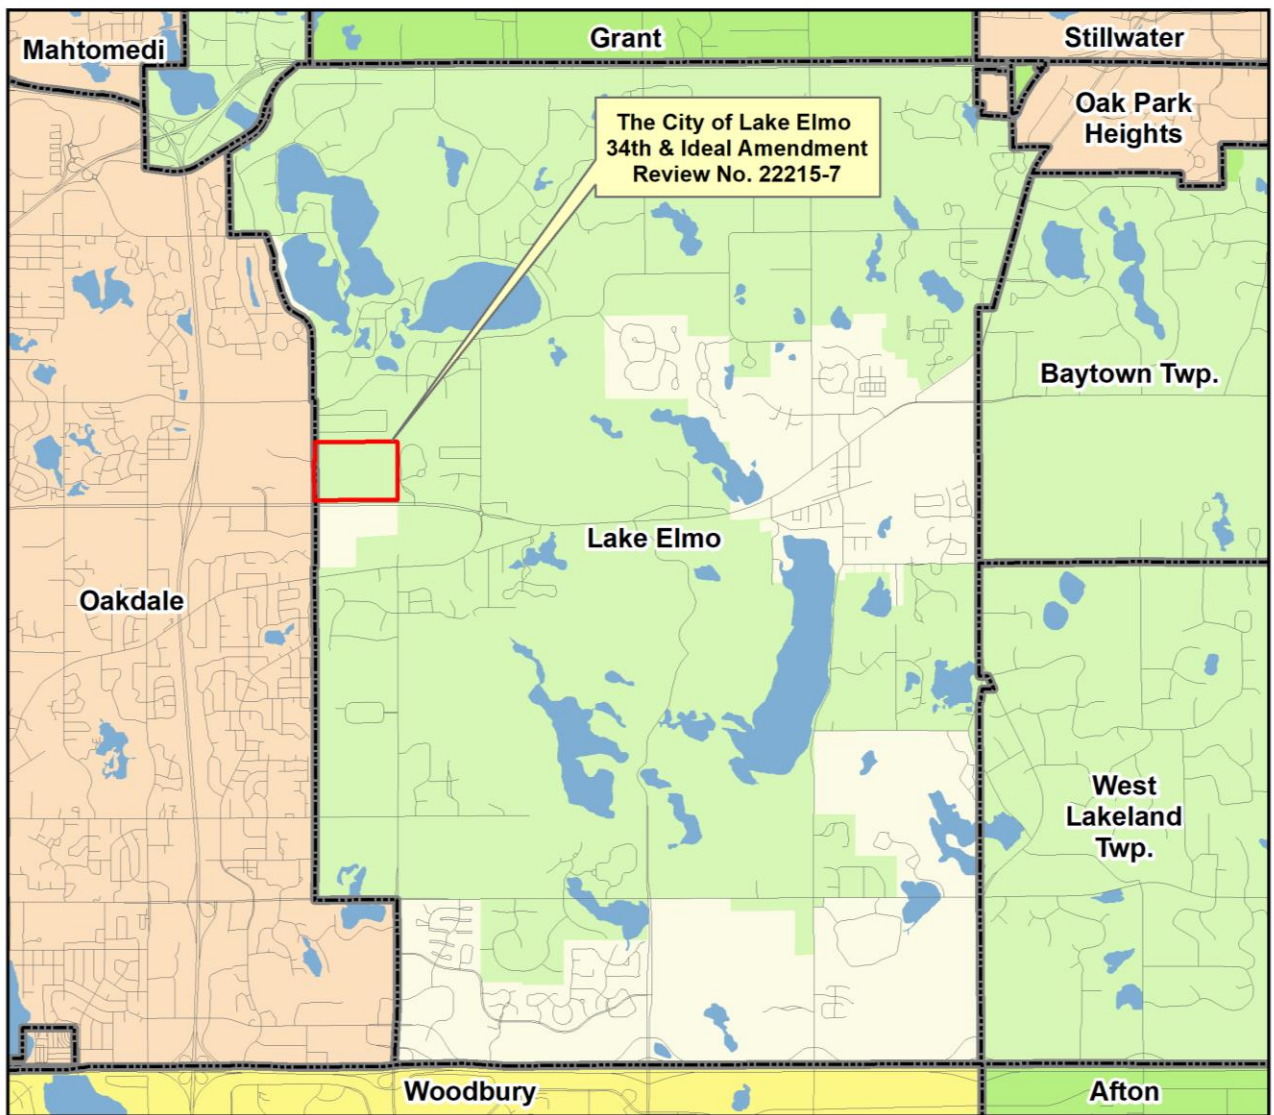 Mahtomedi
Grant
Stillwater
Oak Park
Heights
The City of Lake Elmo
34th & Ideal Amendment
Review No. 22215-7
Baytown Twp.
Lake Elmo
Oakdale
West
Lakeland
Twp.
Woodbury
Afton